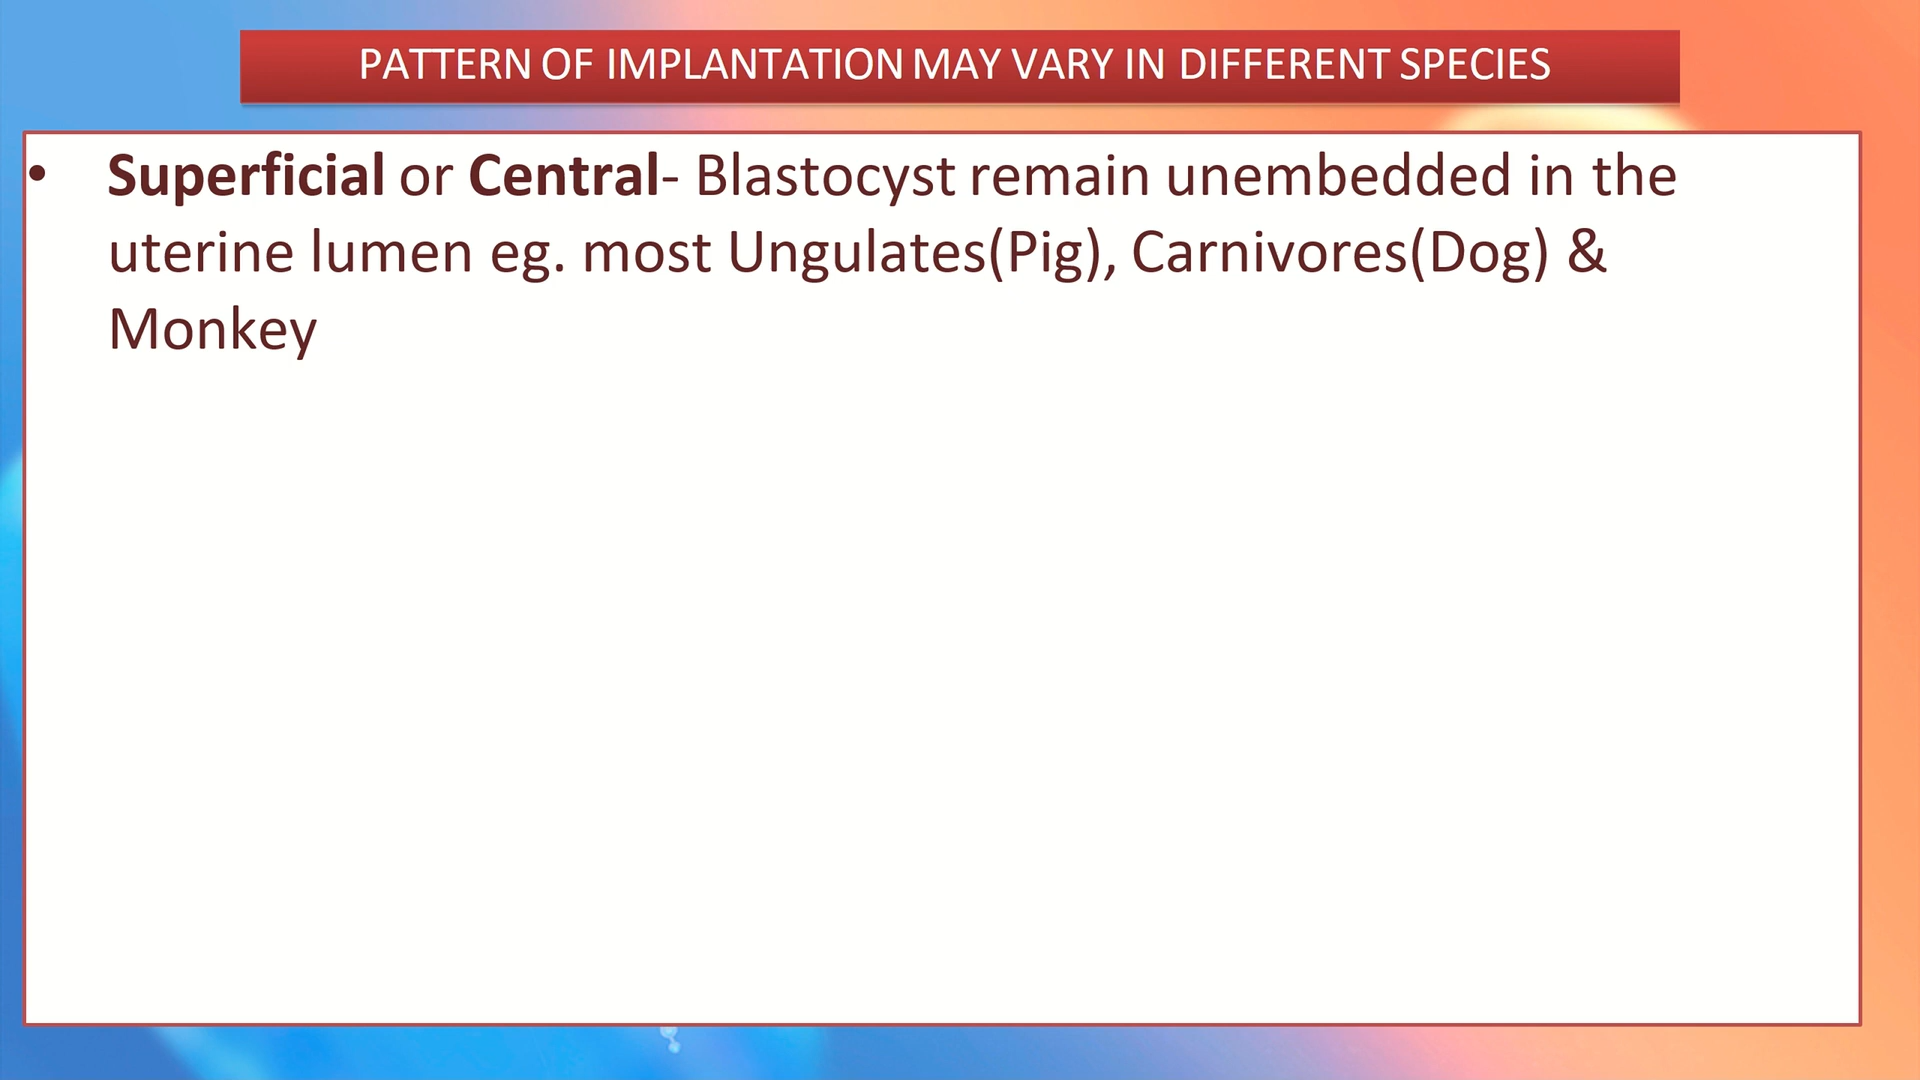 PATTERN OF IMPLANTATION MAY VARY IN DIFFERENT SPECIES
• Superficial or Central- Blastocyst remain unembedded in the
uterine lumen eg. most Ungulates(Pig), Carnivores(Dog) &
Monkey